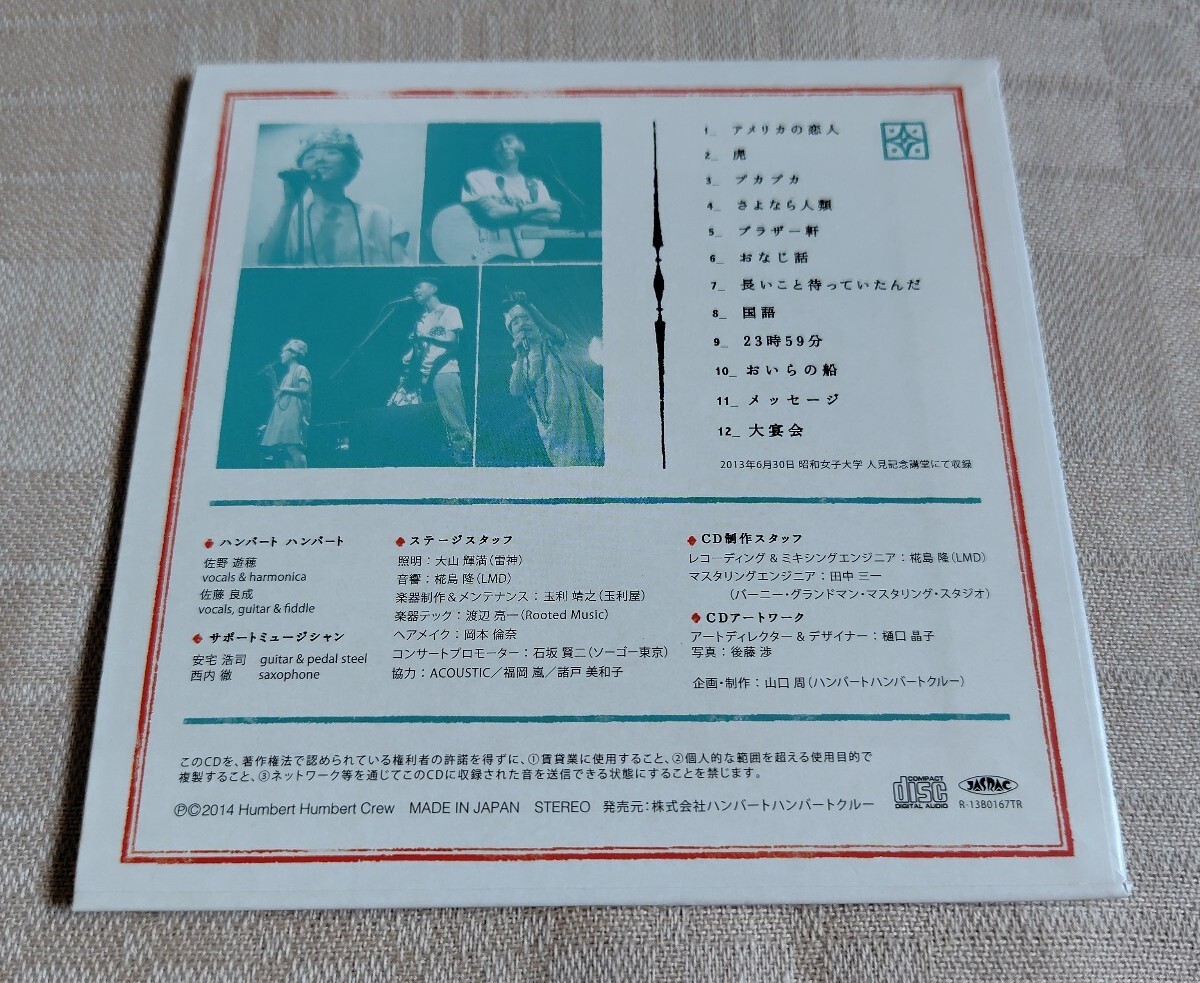 1_ アメリカの恋人
2_ 虎
3_ プカプカ
4_ さよなら人類
5_ ブラザー軒
6_ おなじ話
7_ 長いこと待っていたんだ
8_ 国語
9_ 23時59分
10_ おいらの船
11_ メッセージ
12_ 大宴会
2013年6月30日 昭和女子大学 人見記念講堂にて収録
ハンバート ハンバート
佐野 遊穂
vocals & harmonica
佐藤 良成
vocals, guitar & fiddle
サポートミュージシャン
安宅 浩司 guitar & pedal steel
西内 徹 saxophone
ステージスタッフ
照明：大山 輝満（雷神）
音響：椛島 隆（LMD）
楽器制作＆メンテナンス：玉利 靖之（玉利屋）
楽器テック：渡辺 亮一（Rooted Music）
ヘアメイク：岡本 倫奈
コンサートプロモーター：石坂 賢二（ソーゴー東京）
協力：ACOUSTIC／福岡 嵐／諸戸 美和子
CD制作スタッフ
レコーディング＆ミキシングエンジニア：椛島 隆（LMD）
マスタリングエンジニア：田中 三一
（バーニー・グランドマン・マスタリング・スタジオ）
CDアートワーク
アートディレクター＆デザイナー：樋口 晶子
写真：後藤 渉
企画・制作：山口 周（ハンバートハンバートクルー）
このCDを、著作権法で認められている権利者の許諾を得ずに、①賃貸業に使用すること、②個人的な範囲を超える使用目的で
複製すること、③ネットワーク等を通じてこのCDに収録された音を送信できる状態にすることを禁じます。
Ⓟ©2014 Humbert Humbert Crew MADE IN JAPAN STEREO 発売元：株式会社ハンバートハンバートクルー
COMPACT
disc
DIGITAL AUDIO
JASRAC
R-1380167TR